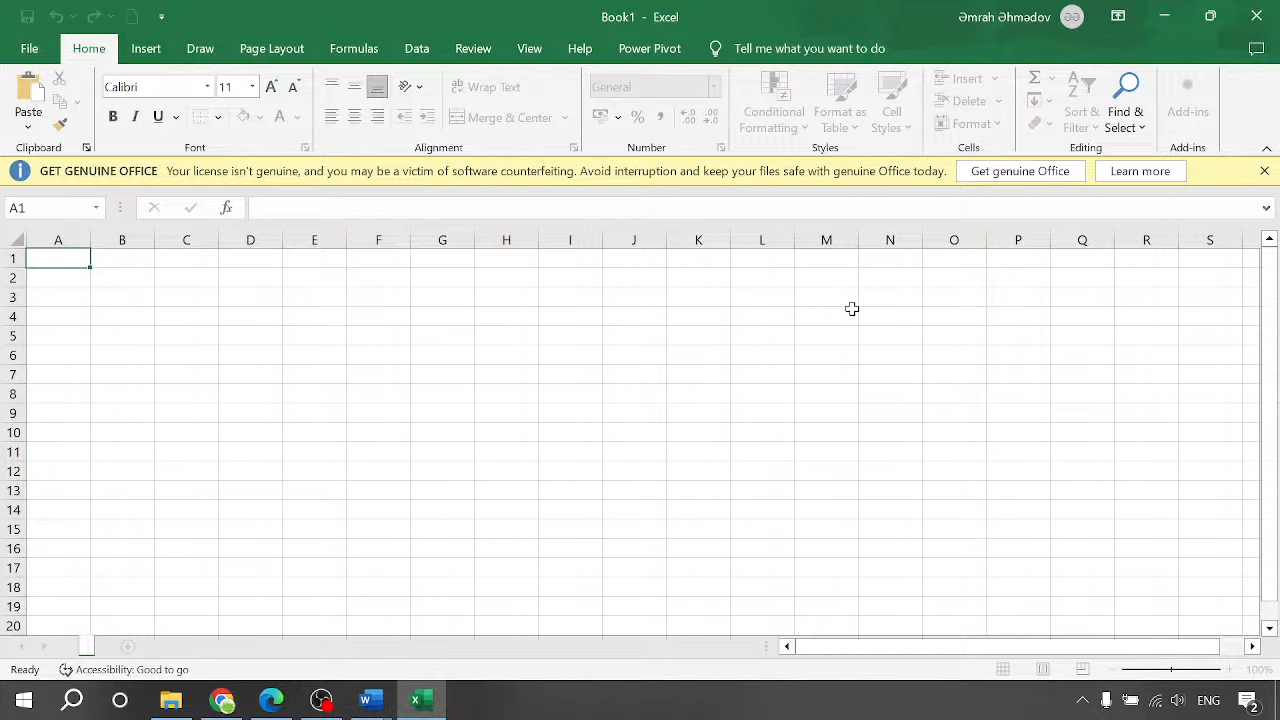 Book1 - Excel
Əmrah Əhmədov
ƏƏ
File Home Insert Draw Page Layout Formulas Data Review View Help Power Pivot Tell me what you want to do
Calibri 11 Wrap Text General Insert Delete Format
Paste Merge & Center Conditional Formatting Format as Table Cell Styles Sort & Filter Find & Select Add-ins
Clipboard Font Alignment Number Styles Cells Editing Add-ins
GET GENUINE OFFICE Your license isn't genuine, and you may be a victim of software counterfeiting. Avoid interruption and keep your files safe with genuine Office today. Get genuine Office Learn more
A1 fx
A B C D E F G H I J K L M N O P Q R S
1
2
3
4
5
6
7
8
9
10
11
12
13
14
15
16
17
18
19
20
Ready Accessibility: Good to go 100%
ENG 2